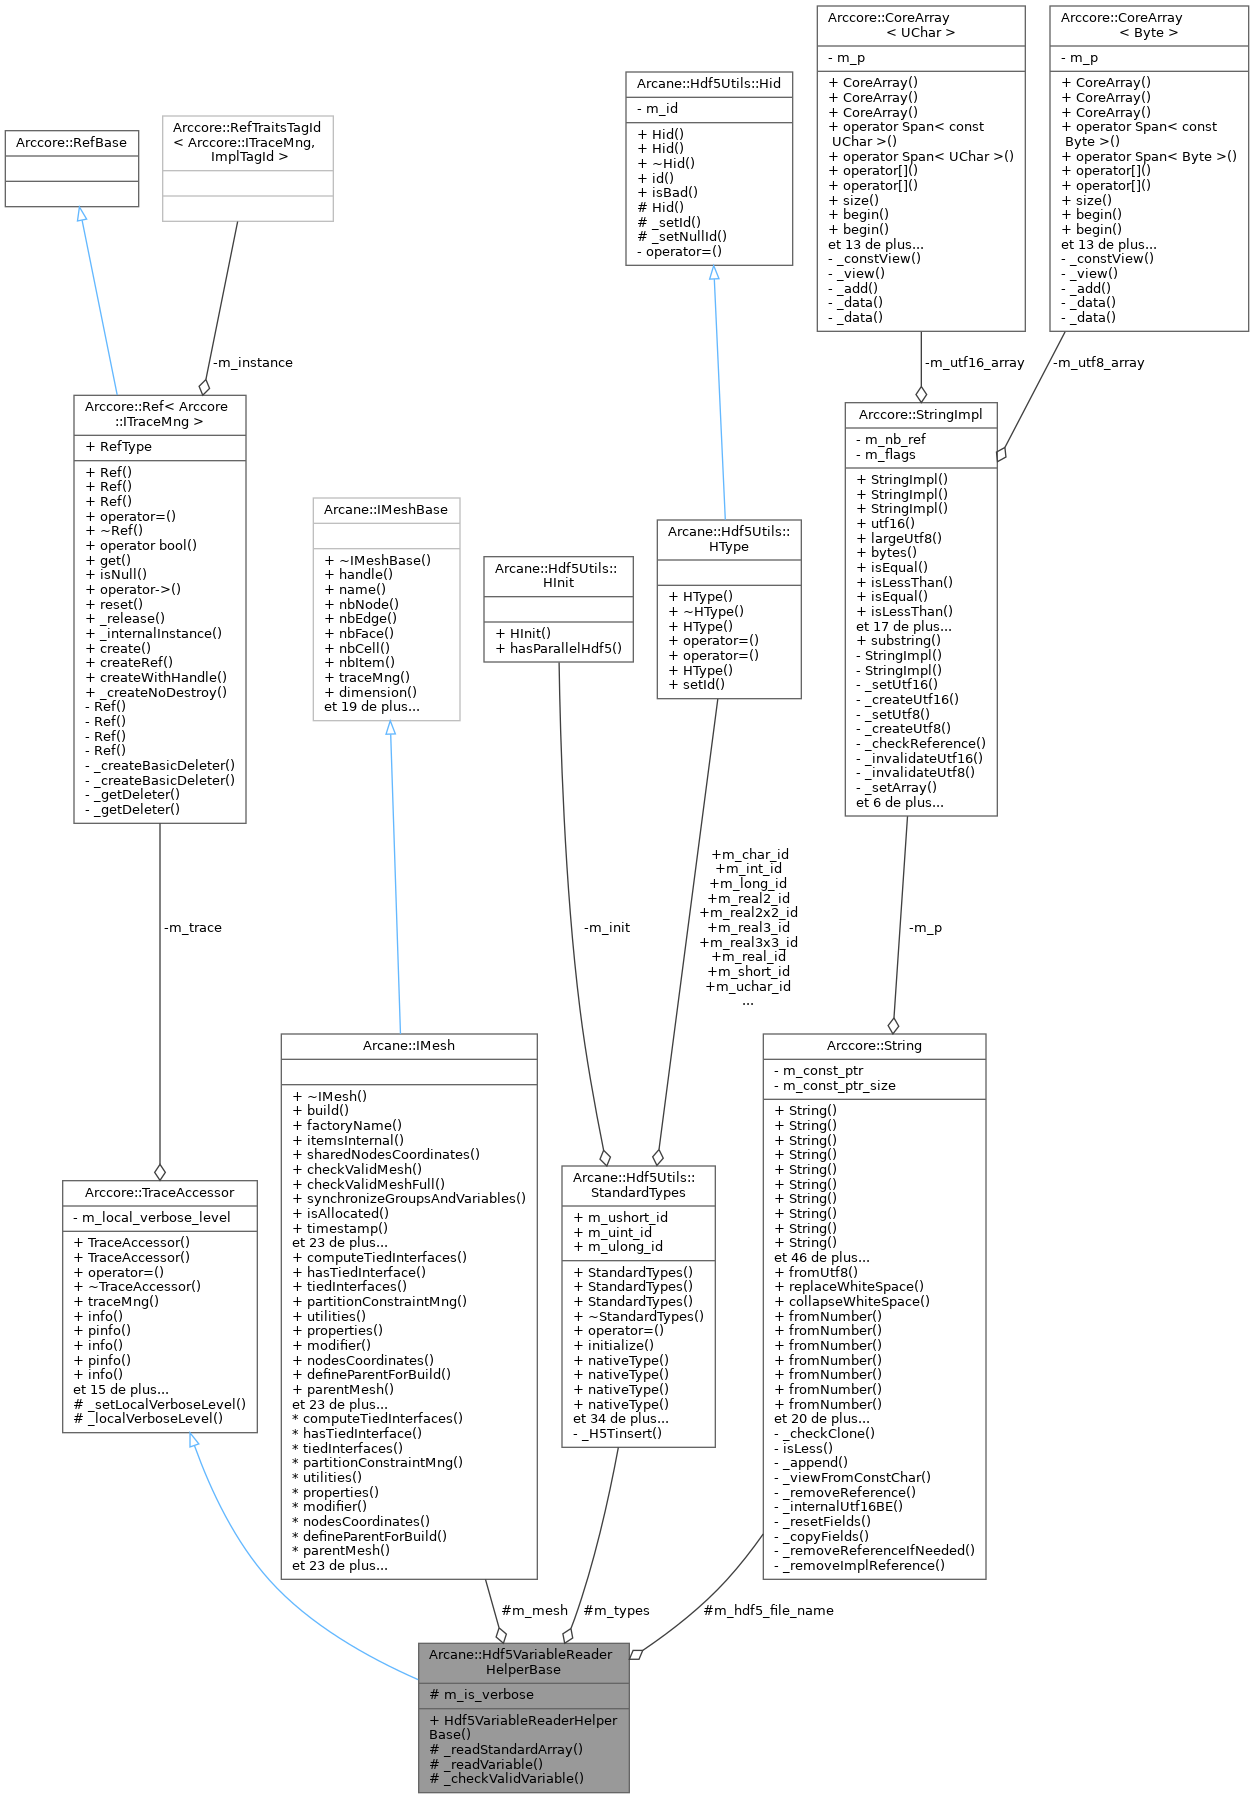 Arccore::CoreArray
< UChar >
- m_p
+ CoreArray()
+ CoreArray()
+ CoreArray()
+ operator Span< const
UChar >()
+ operator Span< UChar >()
+ operator[]()
+ operator[]()
+ size()
+ begin()
+ begin()
et 13 de plus...
- _constView()
- _view()
- _add()
- _data()
- _data()
Arccore::CoreArray
< Byte >
- m_p
+ CoreArray()
+ CoreArray()
+ CoreArray()
+ operator Span< const
Byte >()
+ operator Span< Byte >()
+ operator[]()
+ operator[]()
+ size()
+ begin()
+ begin()
et 13 de plus...
- _constView()
- _view()
- _add()
- _data()
- _data()
Arcane::Hdf5Utils::Hid
- m_id
+ Hid()
+ Hid()
+ ~Hid()
+ id()
+ isBad()
# Hid()
# _setId()
# _setNullId()
- operator=()
Arccore::RefBase
Arccore::RefTraitsTagId
< Arccore::ITraceMng,
ImplTagId >
-m_instance
-m_utf16_array
-m_utf8_array
Arccore::Ref< Arccore
::ITraceMng >
+ RefType
+ Ref()
+ Ref()
+ Ref()
+ operator=()
+ ~Ref()
+ operator bool()
+ get()
+ isNull()
+ operator->()
+ reset()
+ _release()
+ _internalInstance()
+ create()
+ createRef()
+ createWithHandle()
+ _createNoDestroy()
- Ref()
- Ref()
- Ref()
- Ref()
- _createBasicDeleter()
- _createBasicDeleter()
- _getDeleter()
- _getDeleter()
Arcane::IMeshBase
+ ~IMeshBase()
+ handle()
+ name()
+ nbNode()
+ nbEdge()
+ nbFace()
+ nbCell()
+ nbItem()
+ traceMng()
+ dimension()
et 19 de plus...
Arcane::Hdf5Utils::
HInit
+ HInit()
+ hasParallelHdf5()
Arcane::Hdf5Utils::
HType
+ HType()
+ ~HType()
+ HType()
+ operator=()
+ operator=()
+ HType()
+ setId()
Arccore::StringImpl
- m_nb_ref
- m_flags
+ StringImpl()
+ StringImpl()
+ StringImpl()
+ utf16()
+ largeUtf8()
+ bytes()
+ isEqual()
+ isLessThan()
+ isEqual()
+ isLessThan()
et 17 de plus...
+ substring()
- StringImpl()
- StringImpl()
- _setUtf16()
- _createUtf16()
- _setUtf8()
- _createUtf8()
- _checkReference()
- _invalidateUtf16()
- _invalidateUtf8()
- _setArray()
et 6 de plus...
-m_trace
-m_init
+m_char_id
+m_int_id
+m_long_id
+m_real2_id
+m_real2x2_id
+m_real3_id
+m_real3x3_id
+m_real_id
+m_short_id
+m_uchar_id
...
-m_p
Arccore::TraceAccessor
- m_local_verbose_level
+ TraceAccessor()
+ TraceAccessor()
+ operator=()
+ ~TraceAccessor()
+ traceMng()
+ info()
+ pinfo()
+ info()
+ pinfo()
+ info()
et 15 de plus...
# _setLocalVerboseLevel()
# _localVerboseLevel()
Arcane::IMesh
+ ~IMesh()
+ build()
+ factoryName()
+ itemsInternal()
+ sharedNodesCoordinates()
+ checkValidMesh()
+ checkValidMeshFull()
+ synchronizeGroupsAndVariables()
+ isAllocated()
+ timestamp()
et 23 de plus...
+ computeTiedInterfaces()
+ hasTiedInterface()
+ tiedInterfaces()
+ partitionConstraintMng()
+ utilities()
+ properties()
+ modifier()
+ nodesCoordinates()
+ defineParentForBuild()
+ parentMesh()
et 23 de plus...
* computeTiedInterfaces()
* hasTiedInterface()
* tiedInterfaces()
* partitionConstraintMng()
* utilities()
* properties()
* modifier()
* nodesCoordinates()
* defineParentForBuild()
* parentMesh()
et 23 de plus...
Arcane::Hdf5Utils::
StandardTypes
+ m_ushort_id
+ m_uint_id
+ m_ulong_id
+ StandardTypes()
+ StandardTypes()
+ StandardTypes()
+ ~StandardTypes()
+ operator=()
+ initialize()
+ nativeType()
+ nativeType()
+ nativeType()
+ nativeType()
et 34 de plus...
- _H5Tinsert()
Arccore::String
- m_const_ptr
- m_const_ptr_size
+ String()
+ String()
+ String()
+ String()
+ String()
+ String()
+ String()
+ String()
+ String()
+ String()
et 46 de plus...
+ fromUtf8()
+ replaceWhiteSpace()
+ collapseWhiteSpace()
+ fromNumber()
+ fromNumber()
+ fromNumber()
+ fromNumber()
+ fromNumber()
+ fromNumber()
+ fromNumber()
et 20 de plus...
- _checkClone()
- isLess()
- _append()
- _viewFromConstChar()
- _removeReference()
- _internalUtf16BE()
- _resetFields()
- _copyFields()
- _removeReferenceIfNeeded()
- _removeImplReference()
#m_mesh
#m_types
#m_hdf5_file_name
Arcane::Hdf5VariableReader
HelperBase
# m_is_verbose
+ Hdf5VariableReaderHelper
Base()
# _readStandardArray()
# _readVariable()
# _checkValidVariable()